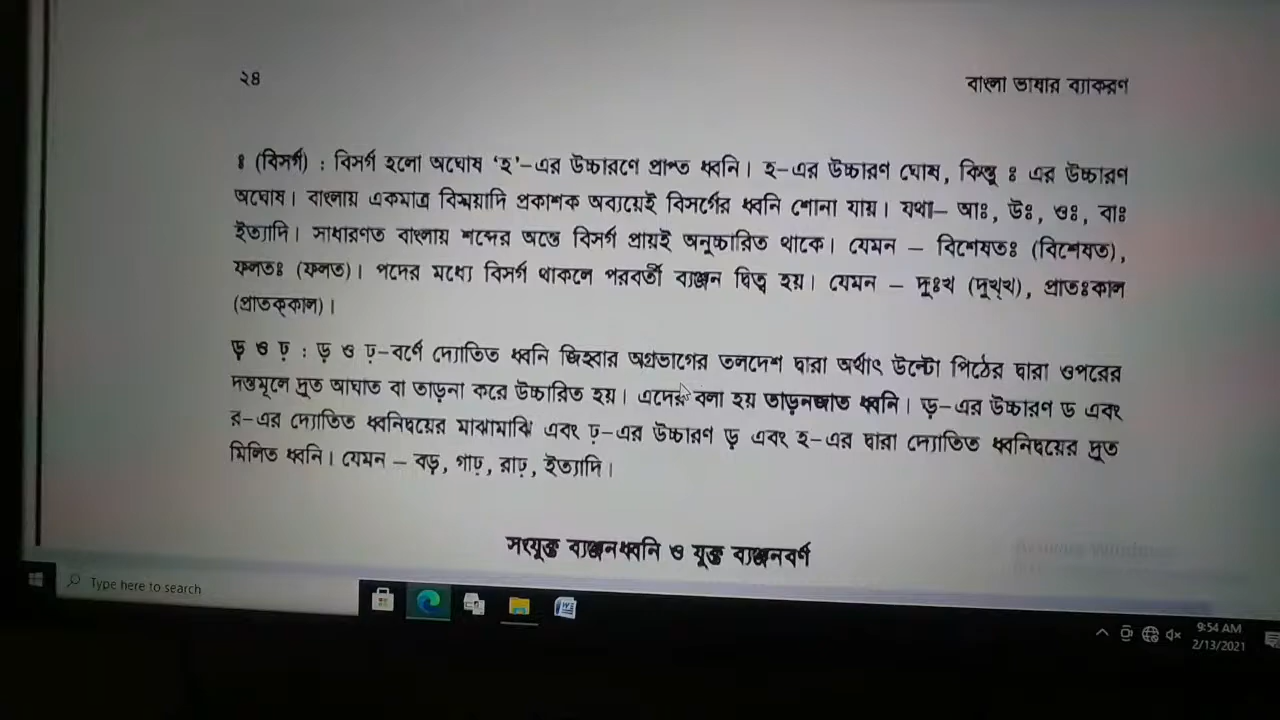 ২৪
বাংলা ভাষার ব্যাকরণ
ঃ (বিসর্গ) : বিসর্গ হলো অঘোষ ‘হ’-এর উচ্চারণে প্রাপ্ত ধ্বনি। হ-এর উচ্চারণ ঘোষ, কিন্তু ঃ এর উচ্চারণ
অঘোষ। বাংলায় একমাত্র বিস্ময়াদি প্রকাশক অব্যয়েই বিসর্গের ধ্বনি শোনা যায়। যথা– আঃ, উঃ, ওঃ, বাঃ
ইত্যাদি। সাধারণত বাংলায় শব্দের অন্তে বিসর্গ প্রায়ই অনুচ্চারিত থাকে। যেমন – বিশেষতঃ (বিশেষত),
ফলতঃ (ফলত)। পদের মধ্যে বিসর্গ থাকলে পরবর্তী ব্যঞ্জন দ্বিত্ব হয়। যেমন – দুঃখ (দুখ্খ), প্রাতঃকাল
(প্রাতক্কাল)।
ড় ও ঢ় : ড় ও ঢ়-বর্ণে দ্যোতিত ধ্বনি জিহ্বার অগ্রভাগের তলদেশ দ্বারা অর্থাৎ উল্টো পিঠের দ্বারা ওপরের
দন্তমূলে দ্রুত আঘাত বা তাড়না করে উচ্চারিত হয়। এদের বলা হয় তাড়নজাত ধ্বনি। ড়-এর উচ্চারণ ড এবং
র-এর দ্যোতিত ধ্বনিদ্বয়ের মাঝামাঝি এবং ঢ়-এর উচ্চারণ ড় এবং হ-এর দ্বারা দ্যোতিত ধ্বনিদ্বয়ের দ্রুত
মিলিত ধ্বনি। যেমন – বড়, গাঢ়, রাঢ়, ইত্যাদি।
সংযুক্ত ব্যঞ্জনধ্বনি ও যুক্ত ব্যঞ্জনবর্ণ
Activate Windows
Type here to search
9:54 AM
2/13/2021